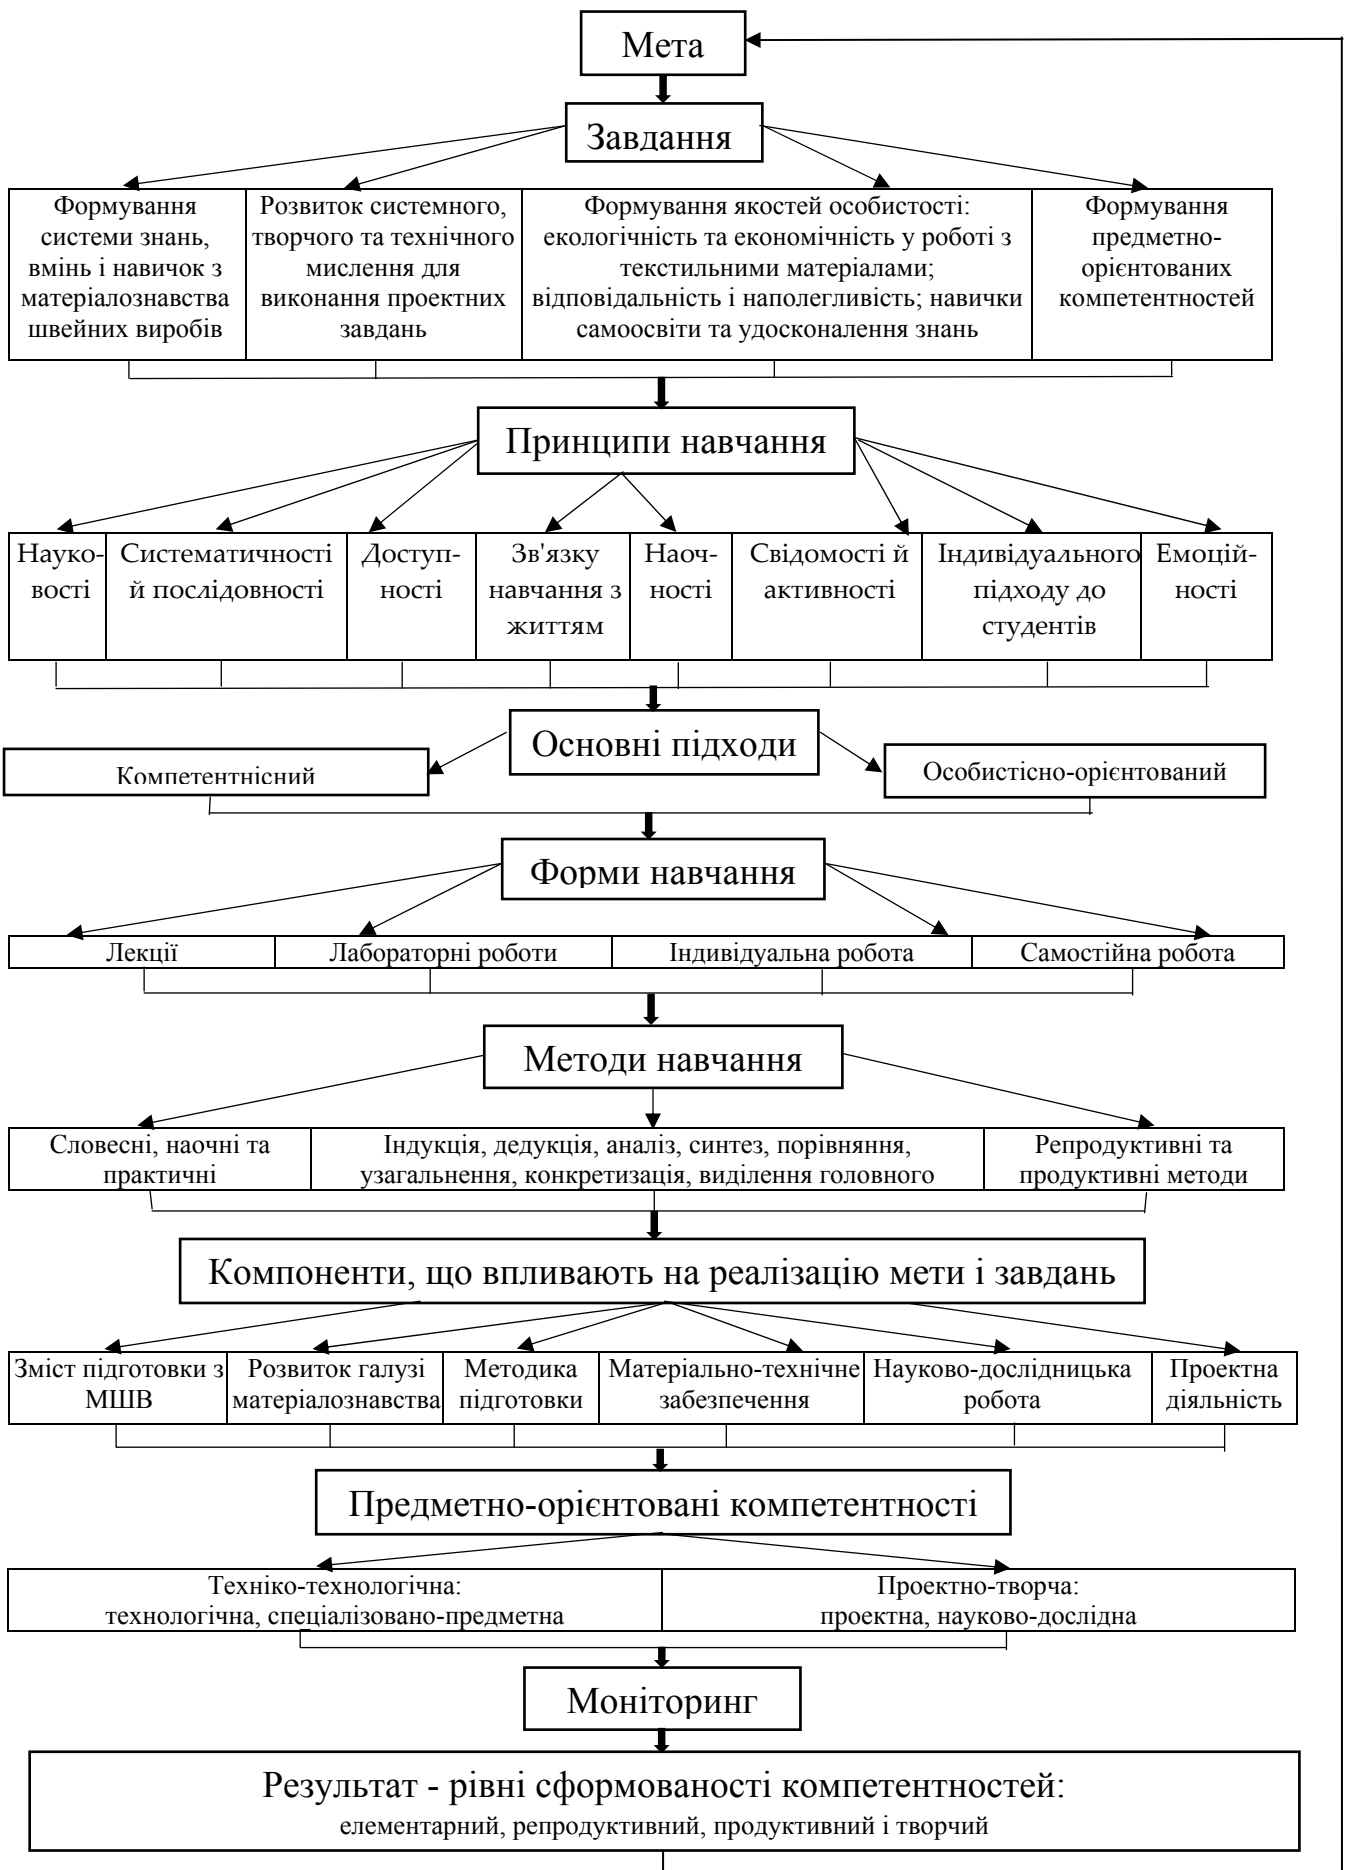 Мета
Завдання
Формування
системи знань,
вмінь і навичок з
матеріалознавства
швейних виробів
Розвиток системного,
творчого та технічного
мислення для
виконання проектних
завдань
Формування якостей особистості:
екологічність та економічність у роботі з
текстильними матеріалами;
відповідальність і наполегливість; навички
самоосвіти та удосконалення знань
Формування
предметно-
орієнтованих
компетентностей
Принципи навчання
Науко-
вості
Систематичності
й послідовності
Доступ-
ності
Зв'язку
навчання з
життям
Наоч-
ності
Свідомості й
активності
Індивідуального
підходу до
студентів
Емоцій-
ності
Основні підходи
Компетентнісний
Особистісно-орієнтований
Форми навчання
Лекції
Лабораторні роботи
Індивідуальна робота
Самостійна робота
Методи навчання
Словесні, наочні та
практичні
Індукція, дедукція, аналіз, синтез, порівняння,
узагальнення, конкретизація, виділення головного
Репродуктивні та
продуктивні методи
Компоненти, що впливають на реалізацію мети і завдань
Зміст підготовки з
МШВ
Розвиток галузі
матеріалознавства
Методика
підготовки
Матеріально-технічне
забезпечення
Науково-дослідницька
робота
Проектна
діяльність
Предметно-орієнтовані компетентності
Техніко-технологічна:
технологічна, спеціалізовано-предметна
Проектно-творча:
проектна, науково-дослідна
Моніторинг
Результат - рівні сформованості компетентностей:
елементарний, репродуктивний, продуктивний і творчий